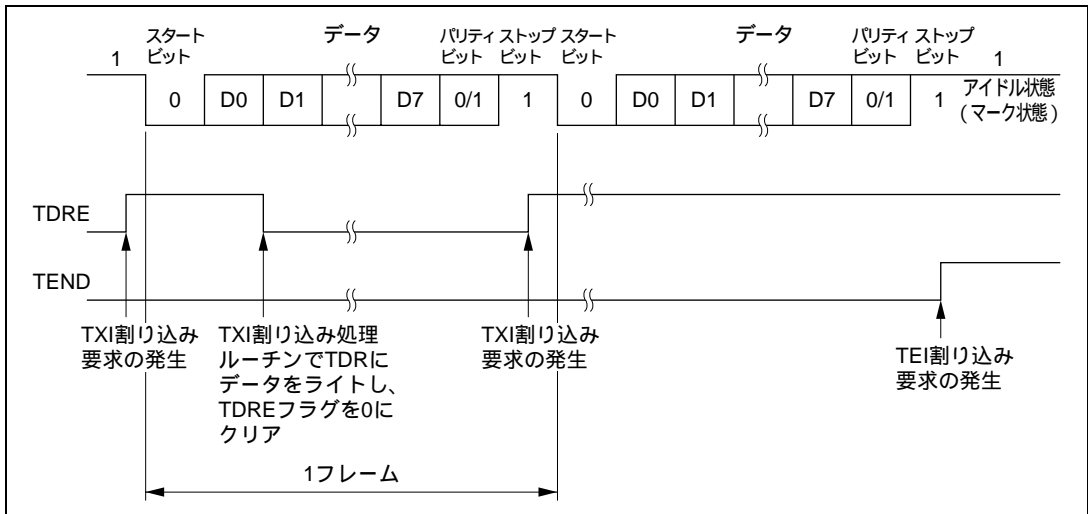 スタート データ パリティ ストップ スタート データ パリティ ストップ
1 ビット ビット ビット ビット ビット ビット 1
0 D0 D1 D7 0/1 1 0 D0 D1 D7 0/1 1 アイドル状態
(マーク状態)
TDRE
TEND
TXI割り込み
要求の発生
TXI割り込み処理
ルーチンでTDRに
データをライトし、
TDREフラグを0に
クリア
TXI割り込み
要求の発生
TEI割り込み
要求の発生
1フレーム